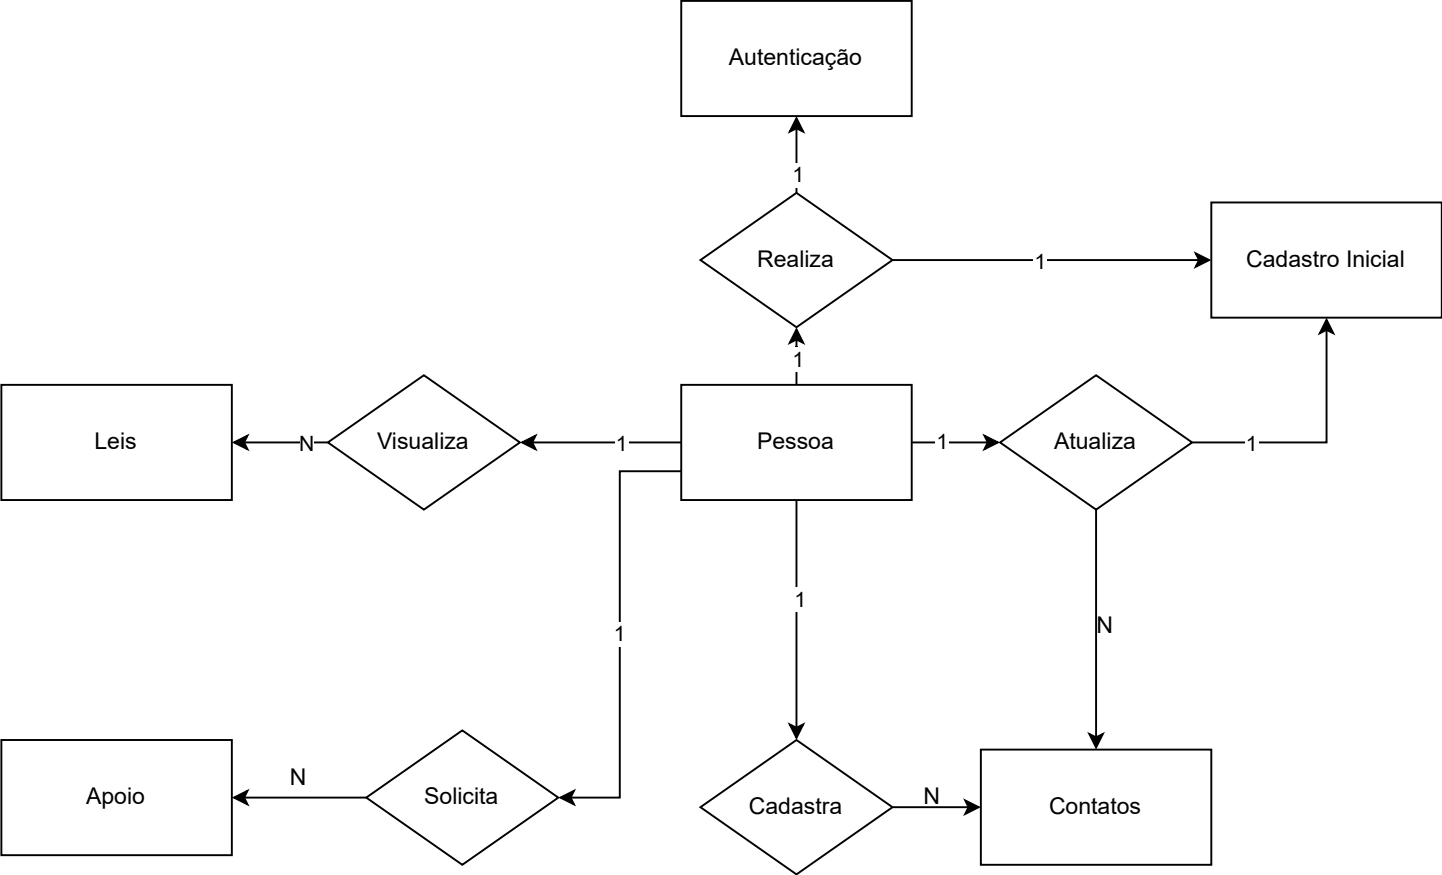 Autenticação
1
Realiza
1
Cadastro Inicial
1
Leis
N
Visualiza
1
Pessoa
1
Atualiza
1
1
1
N
Apoio
N
Solicita
Cadastra
N
Contatos